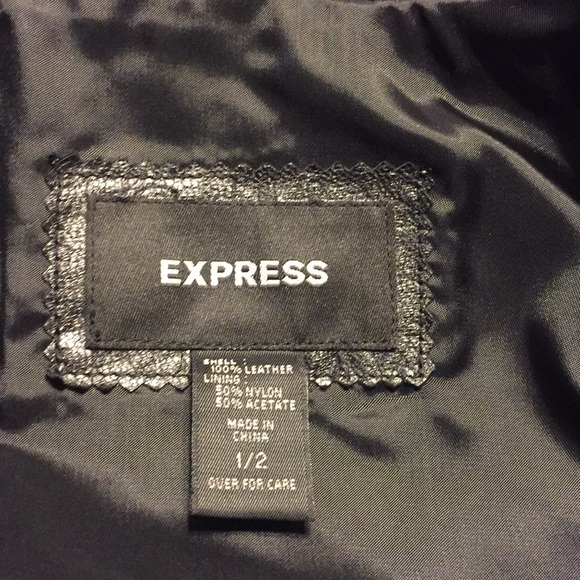 EXPRESS
SHELL :
100% LEATHER
LINING :
50% NYLON
50% ACETATE
MADE IN
CHINA
1/2
OVER FOR CARE